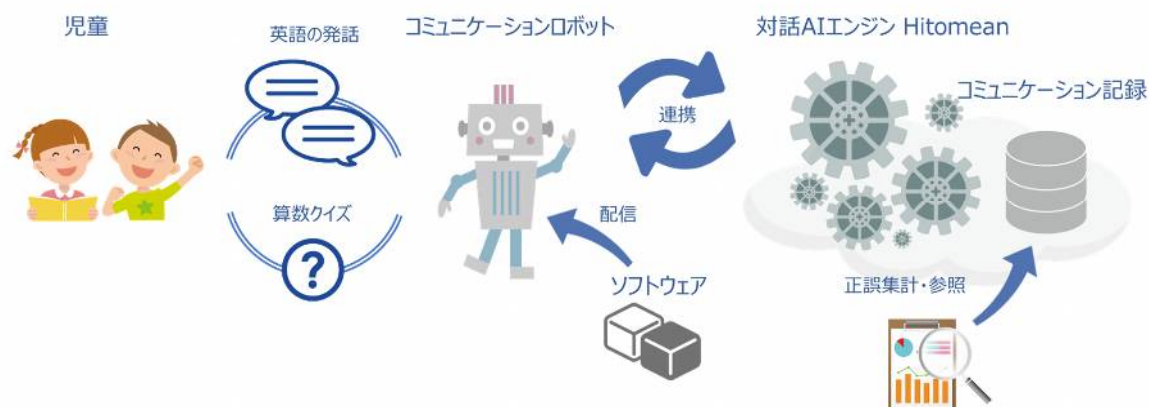 児童
英語の発話
コミュニケーションロボット
対話AIエンジン Hitomean
連携
コミュニケーション記録
算数クイズ
?
配信
ソフトウェア
正誤集計・参照